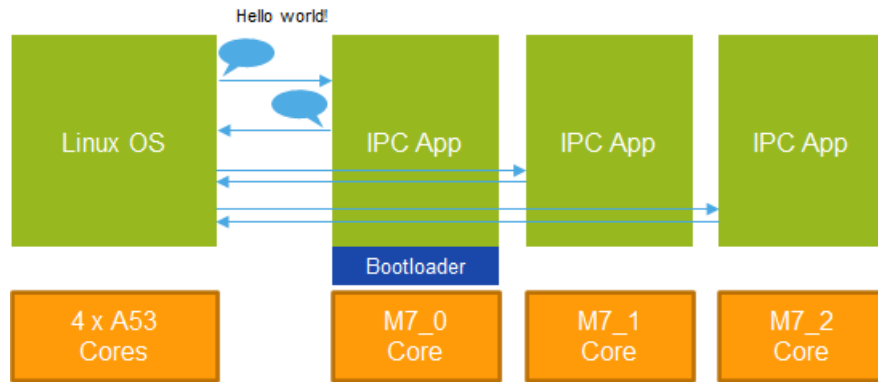 Hello world!
Linux OS
IPC App
IPC App
IPC App
Bootloader
4 x A53
Cores
M7_0
Core
M7_1
Core
M7_2
Core